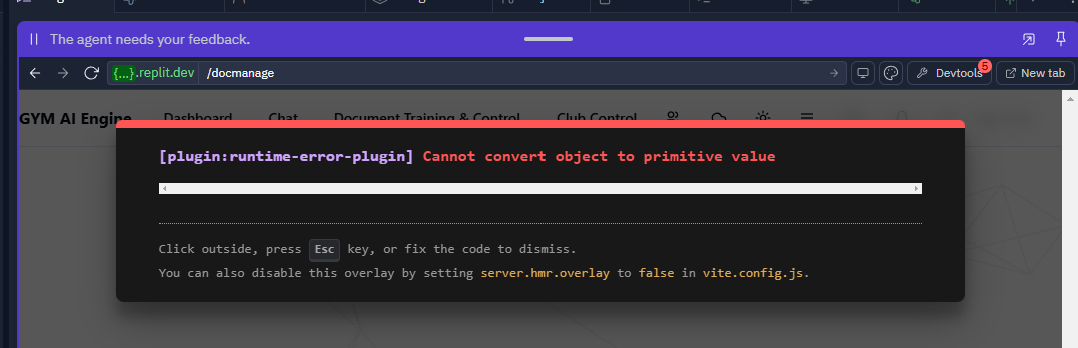 The agent needs your feedback.
{...}.replit.dev /docmanage
Devtools
5
New tab
GYM AI Engine Dashboard Chat Document Training & Control Club Control
[plugin:runtime-error-plugin] Cannot convert object to primitive value
Click outside, press Esc key, or fix the code to dismiss.
You can also disable this overlay by setting server.hmr.overlay to false in vite.config.js.